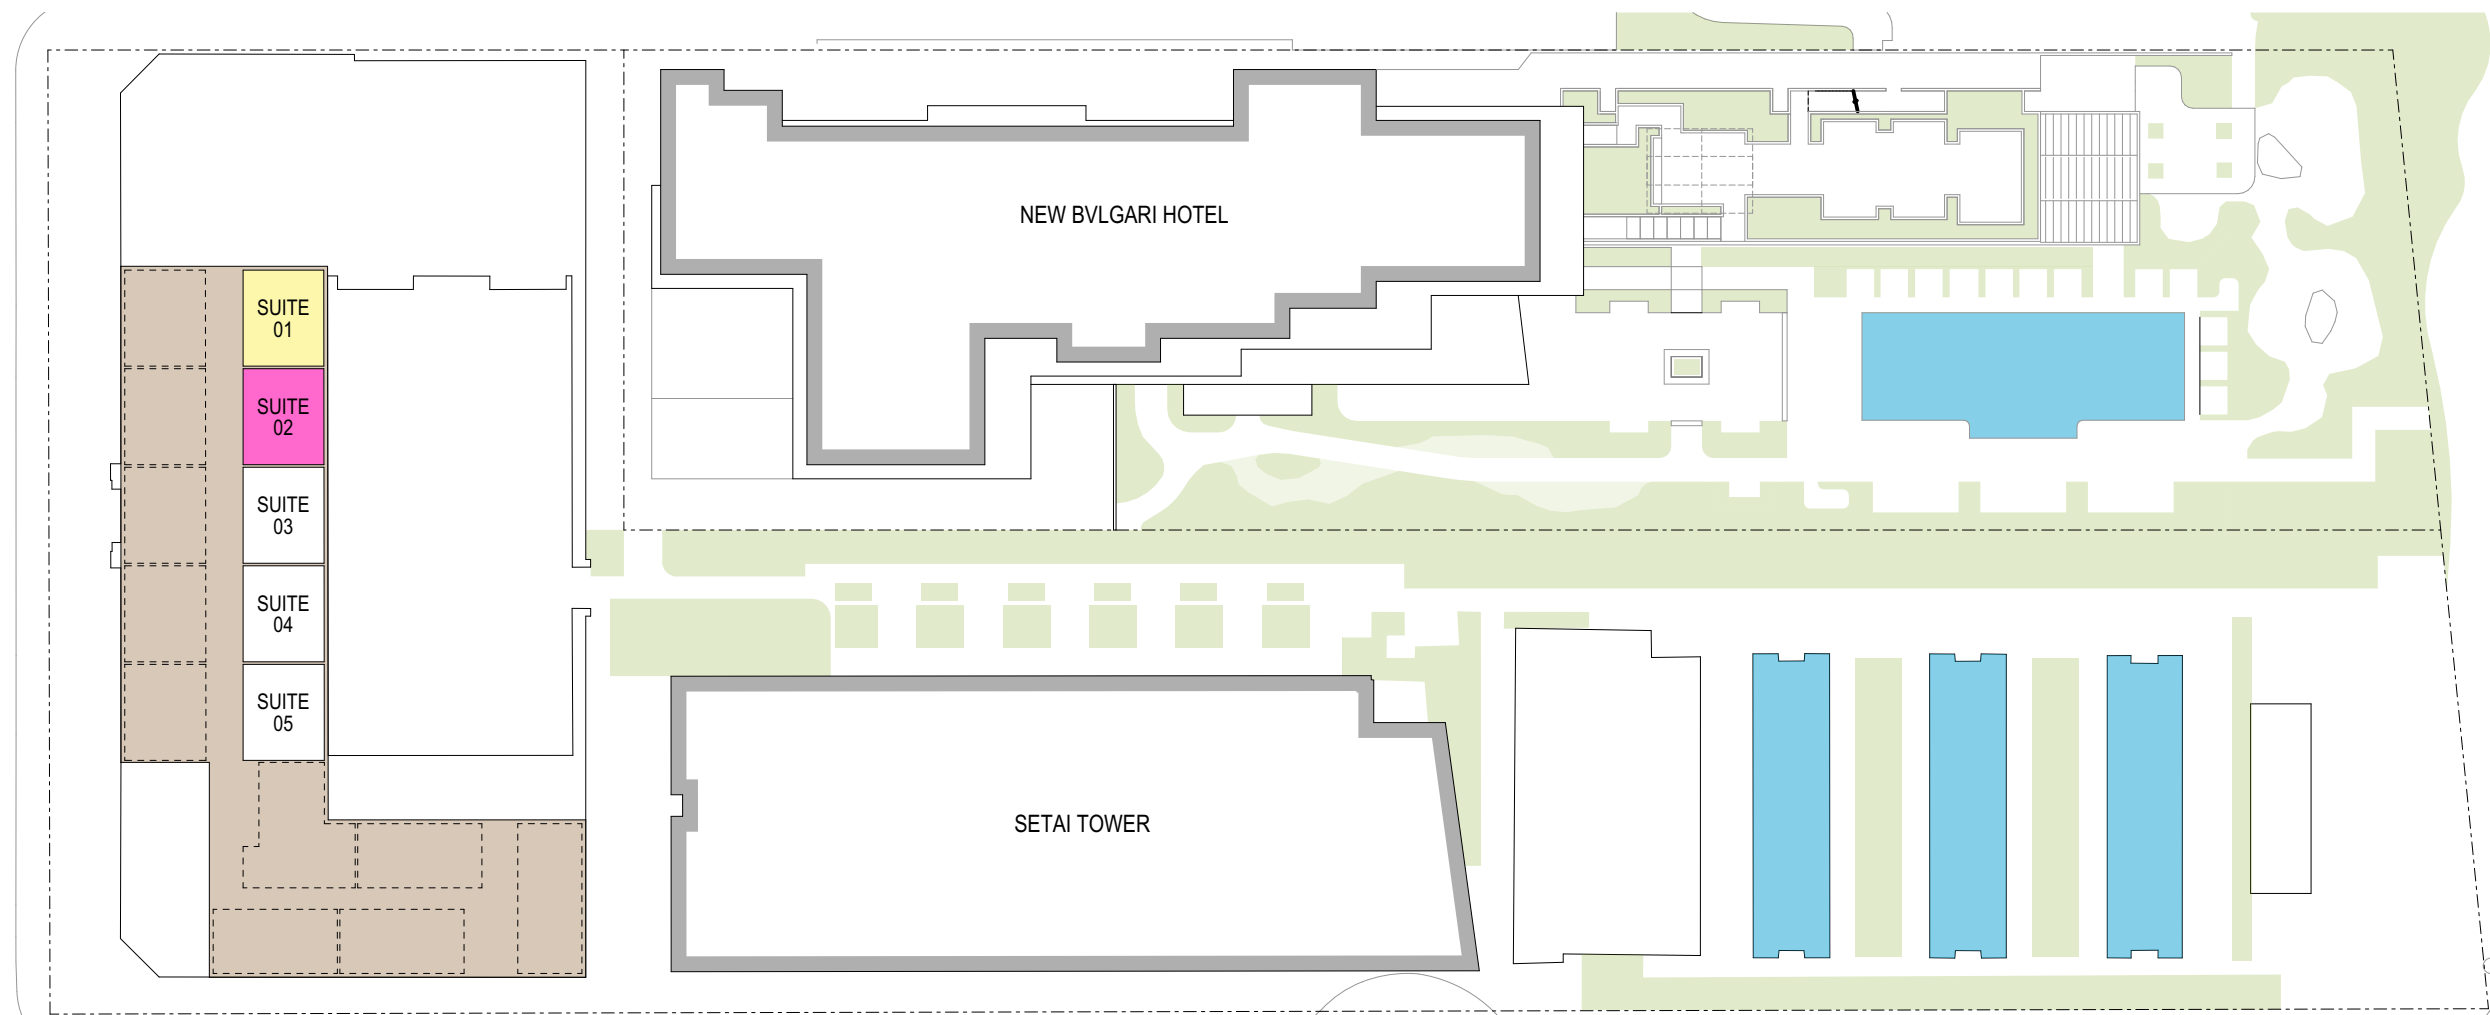 NEW BVLGARI HOTEL
SUITE
01
SUITE
02
SUITE
03
SUITE
04
SUITE
05
SETAI TOWER